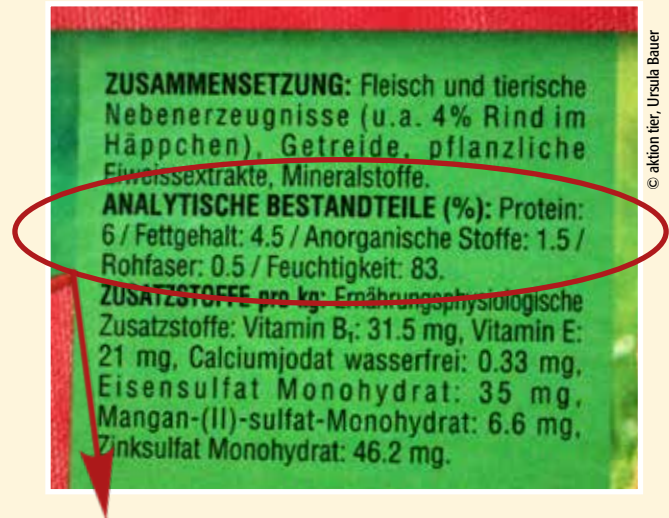 ZUSAMMENSETZUNG: Fleisch und tierische
Nebenerzeugnisse (u.a. 4% Rind im
Häppchen), Getreide, pflanzliche
Eiweissextrakte, Mineralstoffe.
ANALYTISCHE BESTANDTEILE (%): Protein:
6 / Fettgehalt: 4.5 / Anorganische Stoffe: 1.5 /
Rohfaser: 0.5 / Feuchtigkeit: 83.
ZUSATZSTOFFE pro kg: Ernährungsphysiologische
Zusatzstoffe: Vitamin B₁: 31.5 mg, Vitamin E:
21 mg, Calciumjodat wasserfrei: 0.33 mg,
Eisensulfat Monohydrat: 35 mg,
Mangan-(II)-sulfat-Monohydrat: 6.6 mg,
Zinksulfat Monohydrat: 46.2 mg.
© aktion tier, Ursula Bauer